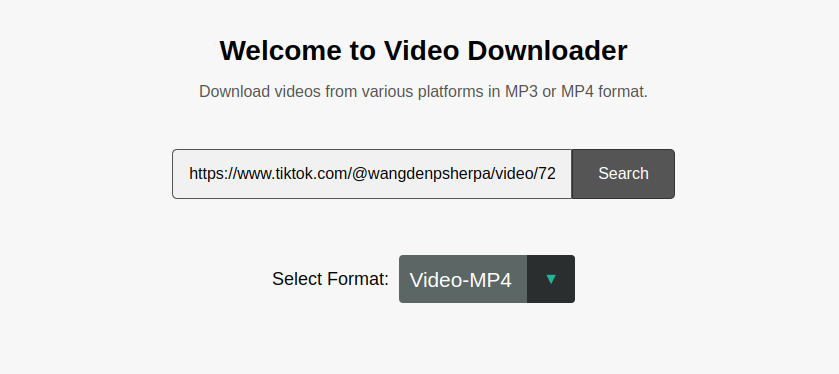 Welcome to Video Downloader
Download videos from various platforms in MP3 or MP4 format.
https://www.tiktok.com/@wangdenpsherpa/video/72 Search
Select Format: Video-MP4 ▼